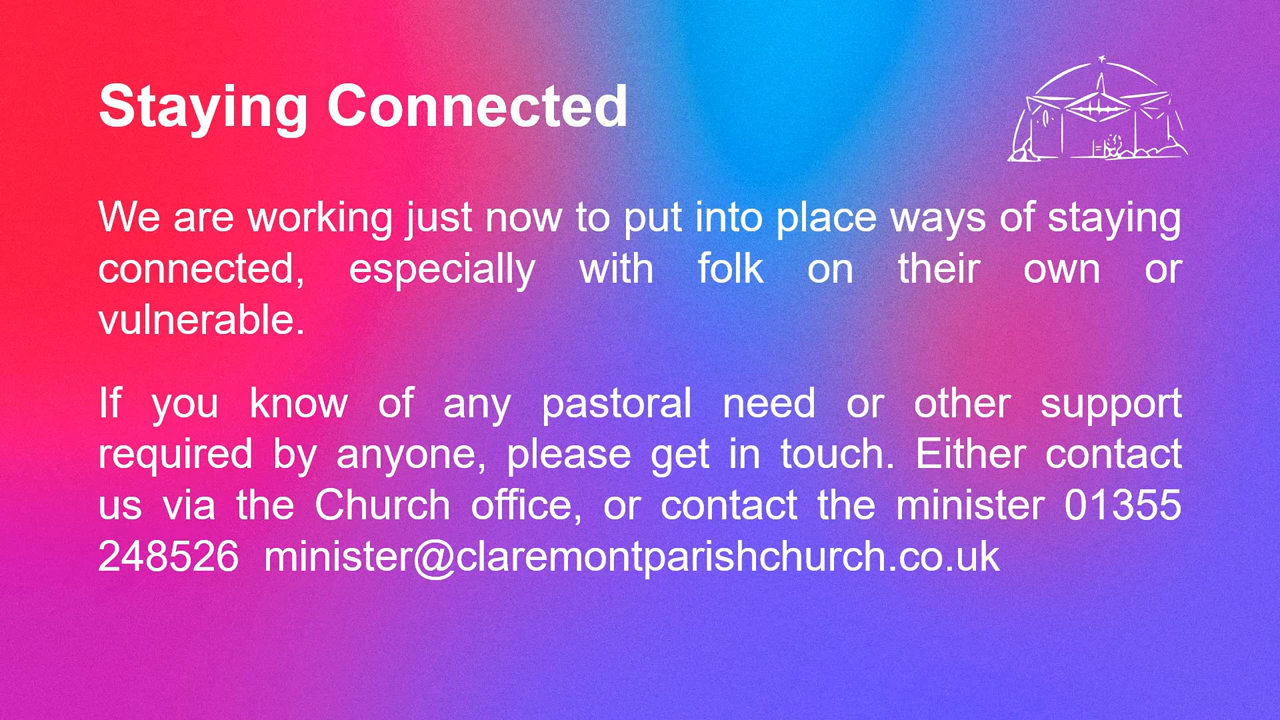 Staying Connected
We are working just now to put into place ways of staying
connected, especially with folk on their own or
vulnerable.
If you know of any pastoral need or other support
required by anyone, please get in touch. Either contact
us via the Church office, or contact the minister 01355
248526 minister@claremontparishchurch.co.uk